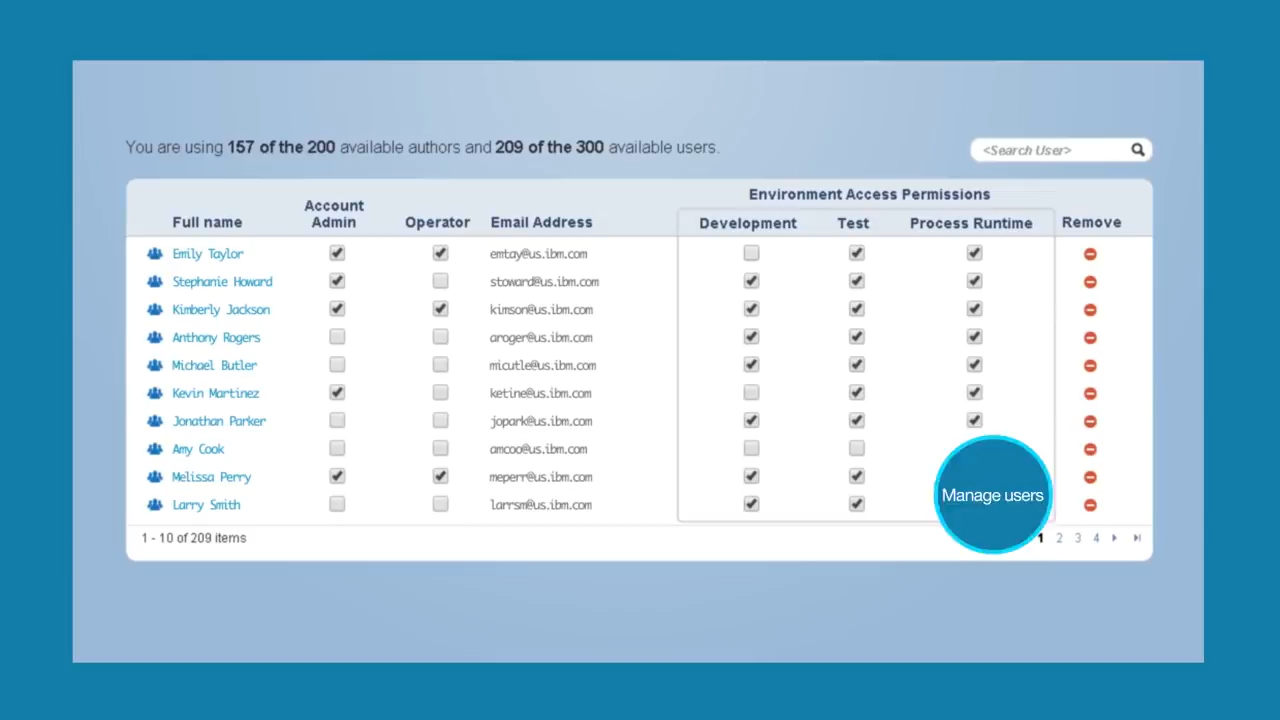 You are using 157 of the 200 available authors and 209 of the 300 available users.
<Search User>
Environment Access Permissions
Full name Account Admin Operator Email Address Development Test Process Runtime Remove
Emily Taylor emtay@us.ibm.com
Stephanie Howard stoward@us.ibm.com
Kimberly Jackson kimson@us.ibm.com
Anthony Rogers aroger@us.ibm.com
Michael Butler micutle@us.ibm.com
Kevin Martinez ketine@us.ibm.com
Jonathan Parker jopark@us.ibm.com
Amy Cook amcoo@us.ibm.com
Melissa Perry meperr@us.ibm.com
Manage users
Larry Smith larrsm@us.ibm.com
1 - 10 of 209 items 1 2 3 4